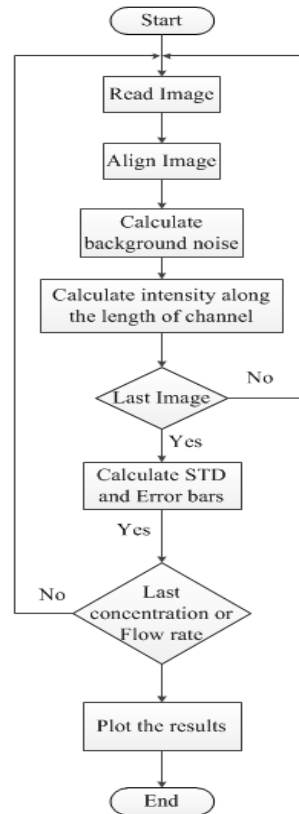 Start
Read Image
Align Image
Calculate
background noise
Calculate intensity along
the length of channel
Last Image
No
Yes
Calculate STD
and Error bars
Yes
No
Last
concentration or
Flow rate
Plot the results
End